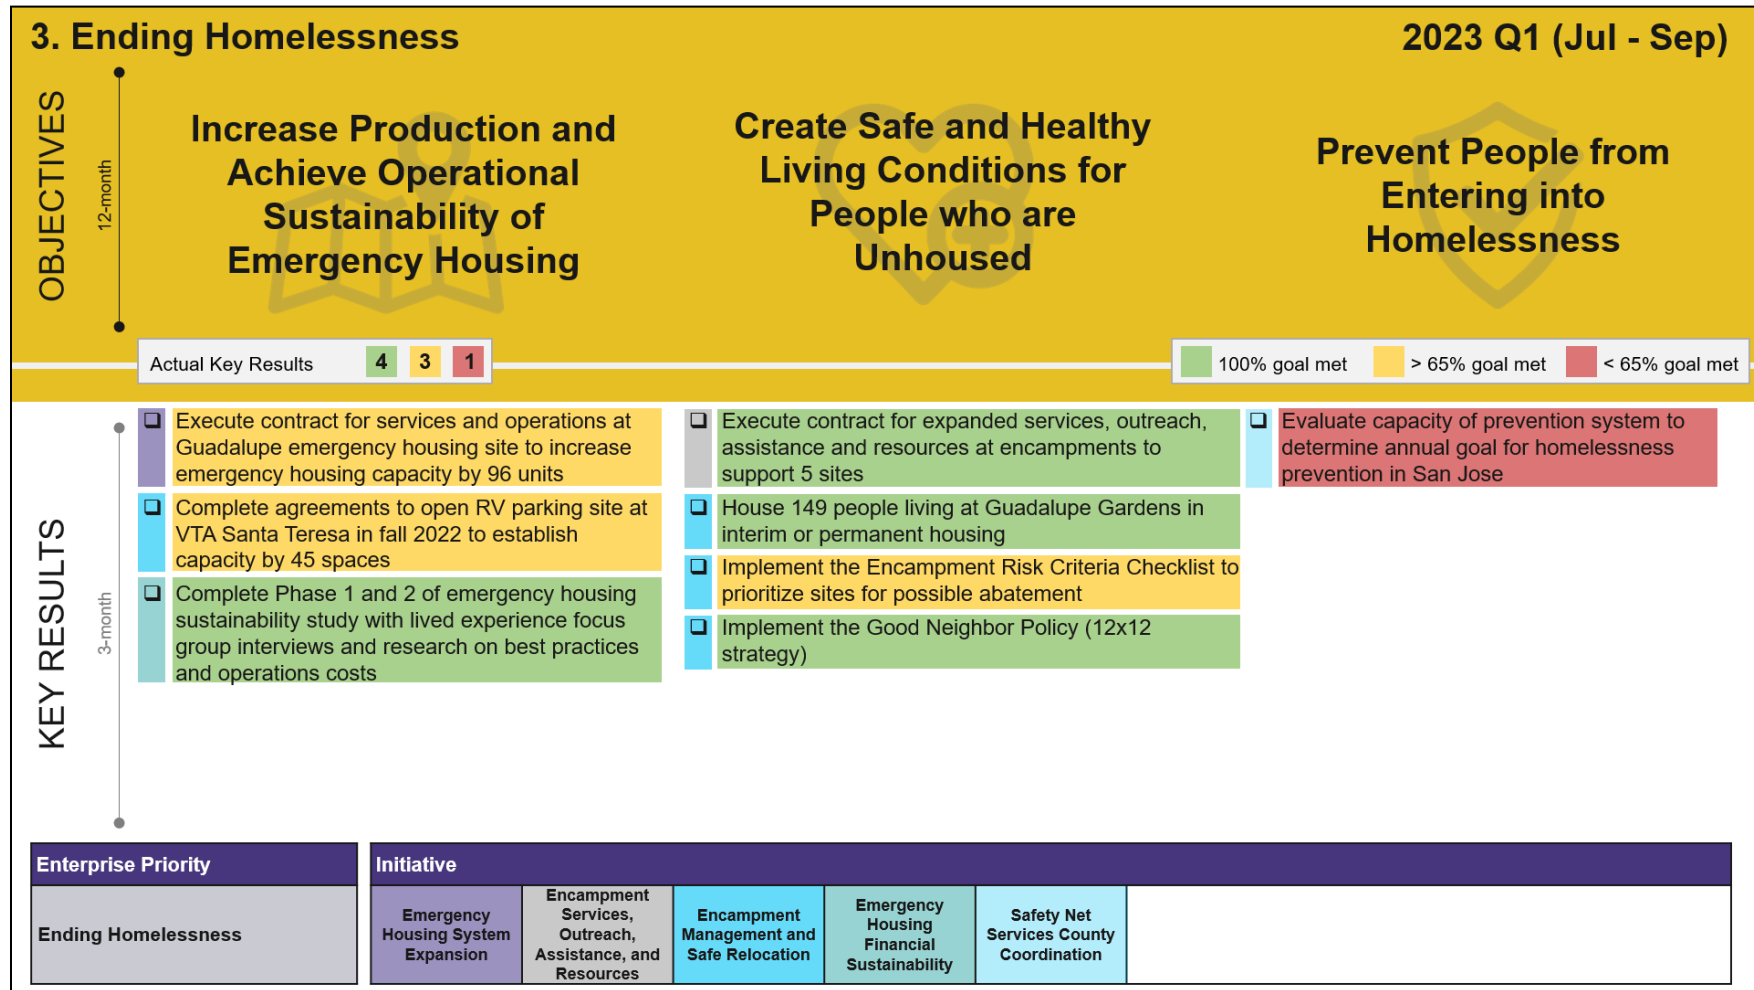 3. Ending Homelessness
2023 Q1 (Jul - Sep)
OBJECTIVES
12-month
Increase Production and
Achieve Operational
Sustainability of
Emergency Housing
Create Safe and Healthy
Living Conditions for
People who are
Unhoused
Prevent People from
Entering into
Homelessness
Actual Key Results 4 3 1
100% goal met > 65% goal met < 65% goal met
KEY RESULTS
3-month
Execute contract for services and operations at
Guadalupe emergency housing site to increase
emergency housing capacity by 96 units
Complete agreements to open RV parking site at
VTA Santa Teresa in fall 2022 to establish
capacity by 45 spaces
Complete Phase 1 and 2 of emergency housing
sustainability study with lived experience focus
group interviews and research on best practices
and operations costs
Execute contract for expanded services, outreach,
assistance and resources at encampments to
support 5 sites
House 149 people living at Guadalupe Gardens in
interim or permanent housing
Implement the Encampment Risk Criteria Checklist to
prioritize sites for possible abatement
Implement the Good Neighbor Policy (12x12
strategy)
Evaluate capacity of prevention system to
determine annual goal for homelessness
prevention in San Jose
Enterprise Priority
Initiative
Ending Homelessness
Emergency
Housing System
Expansion
Encampment
Services,
Outreach,
Assistance, and
Resources
Encampment
Management and
Safe Relocation
Emergency
Housing
Financial
Sustainability
Safety Net
Services County
Coordination